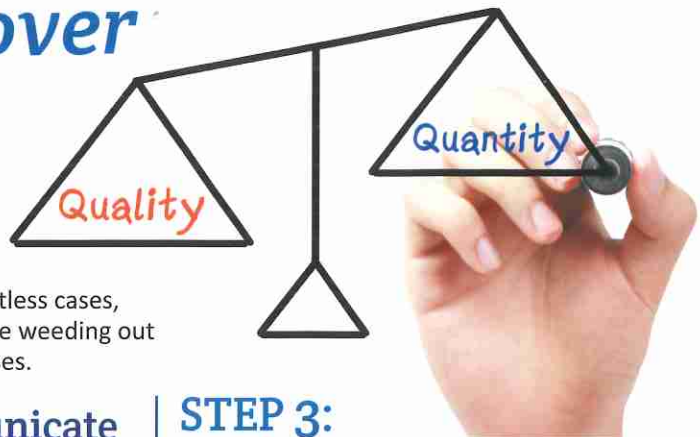 over
Quantity
Quality
tless cases,
e weeding out
es.
unicate
STEP 3: